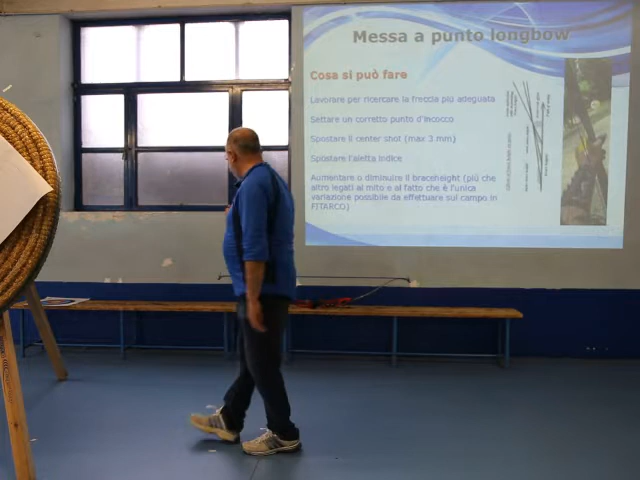 Messa a punto longbow
Cosa si può fare
Lavorare per ricercare la freccia più adeguata
Settare un corretto punto d'incocco
Spostare il center shot (max 3 mm)
Spostare l'aletta indice
Aumentare o diminuire il braceheight (più che
altro legati al mito e al fatto che è l'unica
variazione possibile da effettuare sul campo in
FITARCO)